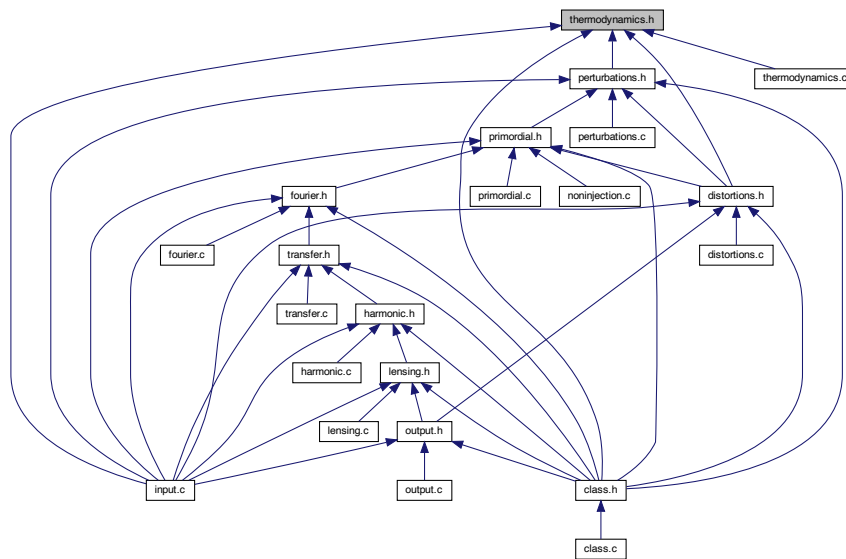 thermodynamics.h
perturbations.h
thermodynamics.c
primordial.h
perturbations.c
fourier.h
primordial.c
noninjection.c
distortions.h
fourier.c
transfer.h
distortions.c
transfer.c
harmonic.h
harmonic.c
lensing.h
lensing.c
output.h
input.c
output.c
class.h
class.c